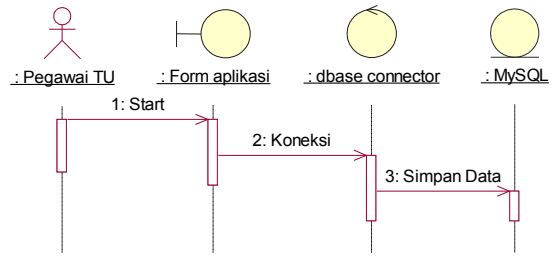 : Pegawai TU
: Form aplikasi
: dbase connector
: MySQL
1: Start
2: Koneksi
3: Simpan Data